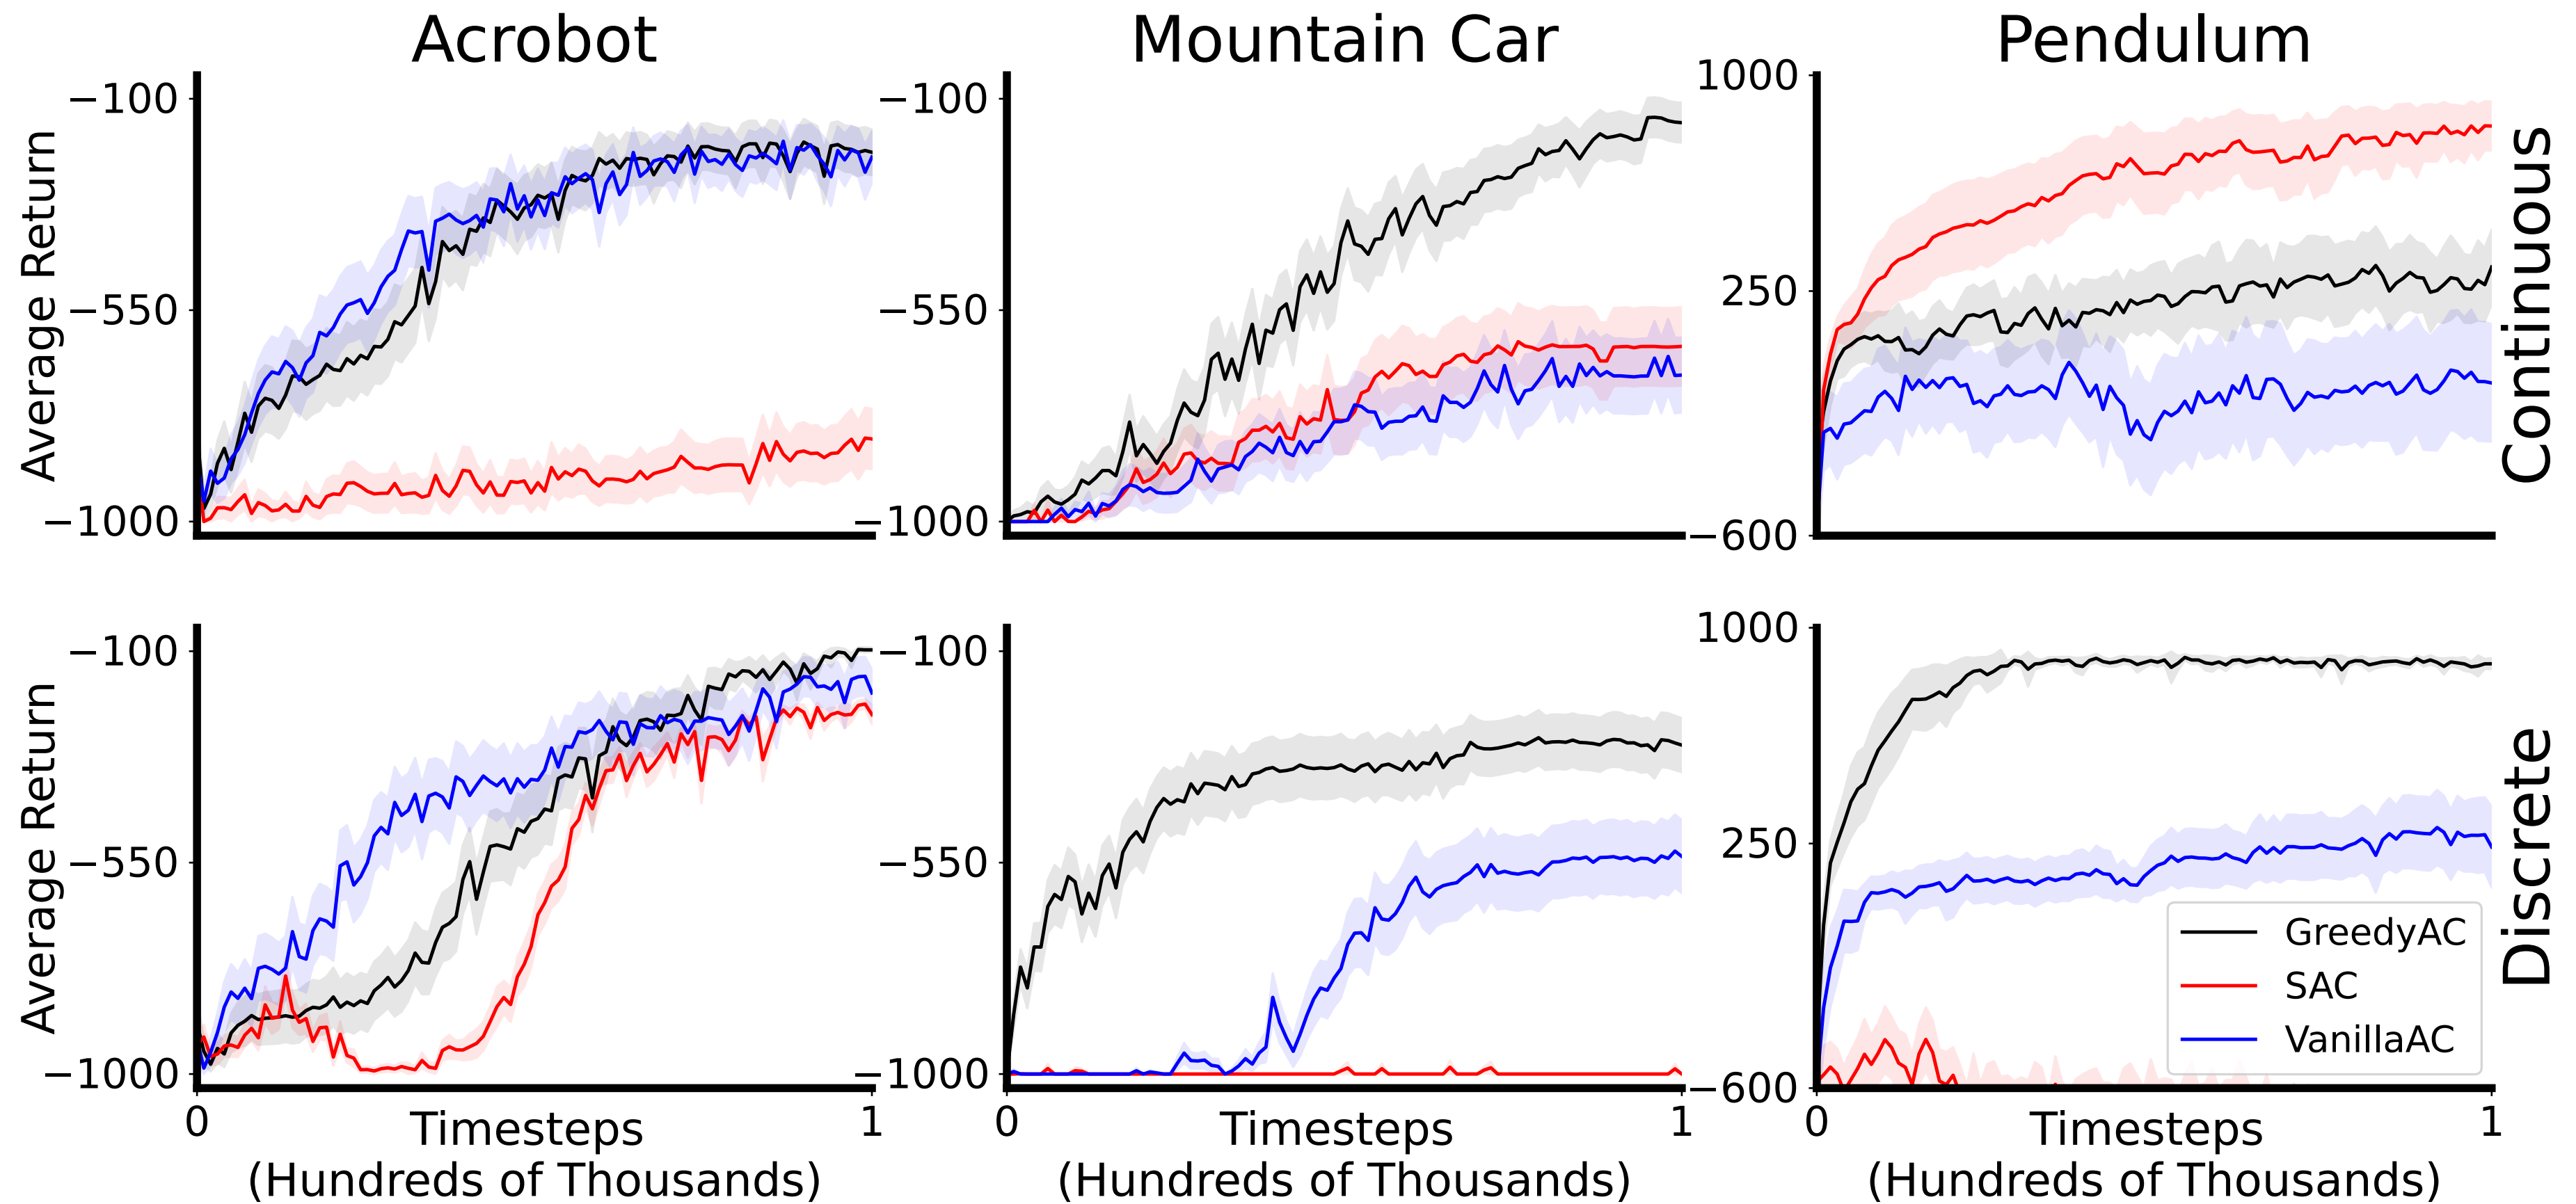 Acrobot
Mountain Car
Pendulum
Average Return
−100
−550
−1000
−100
−550
−1000
1000
250
−600
Continuous
Average Return
−100
−550
−1000
−100
−550
−1000
1000
250
−600
Discrete
GreedyAC
SAC
VanillaAC
0
1
0
1
0
1
Timesteps
(Hundreds of Thousands)
Timesteps
(Hundreds of Thousands)
Timesteps
(Hundreds of Thousands)